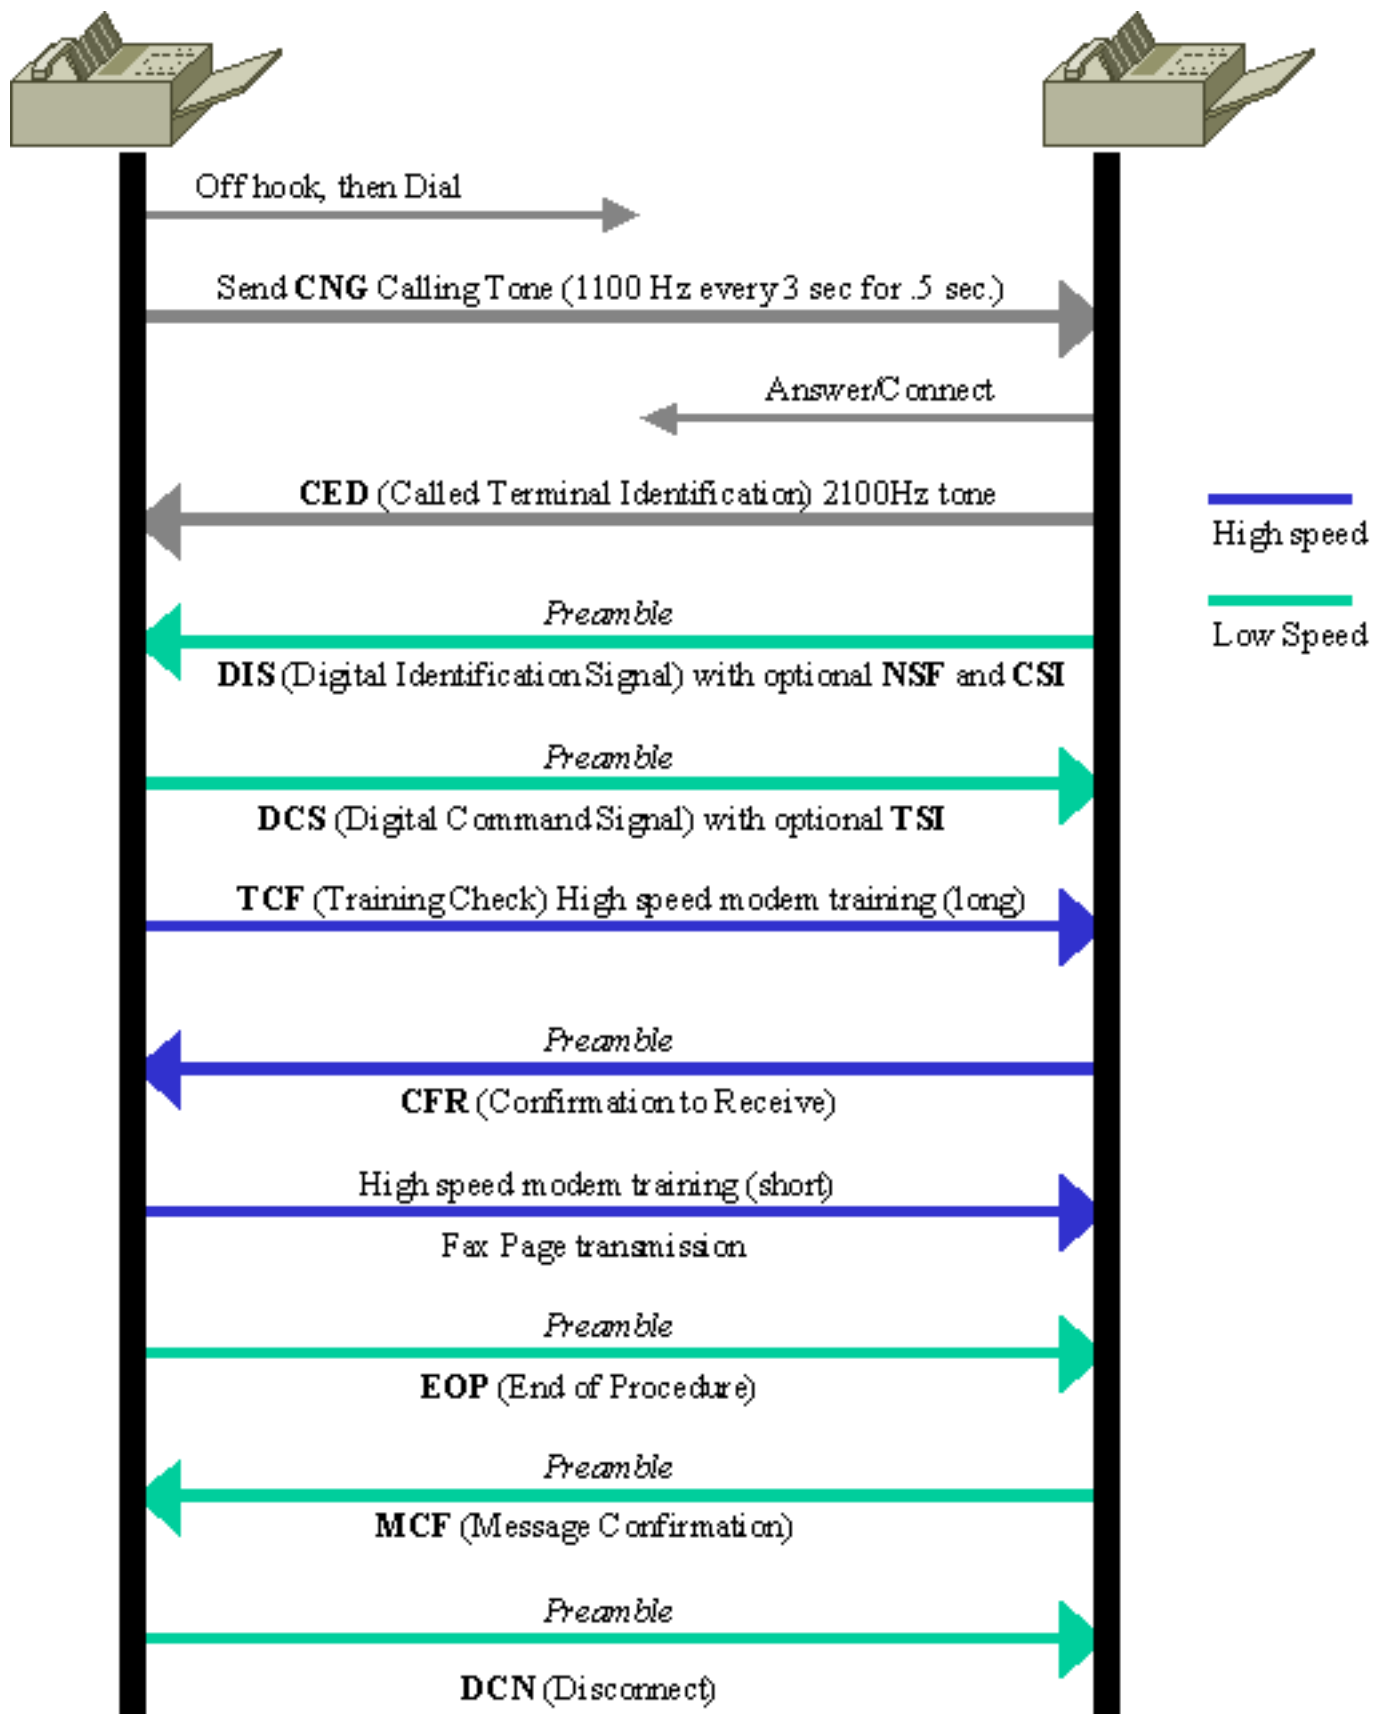 Off hook, then Dial
Send CNG Calling Tone (1100 Hz every 3 sec for .5 sec.)
Answer/Connect
CED (Called Terminal Identification) 2100Hz tone
High speed
Low Speed
Preamble
DIS (Digital Identification Signal) with optional NSF and CSI
Preamble
DCS (Digital Command Signal) with optional TSI
TCF (Training Check) High speed modem training (long)
Preamble
CFR (Confirmation to Receive)
High speed modem training (short)
Fax Page transmission
Preamble
EOP (End of Procedure)
Preamble
MCF (Message Confirmation)
Preamble
DCN (Disconnect)